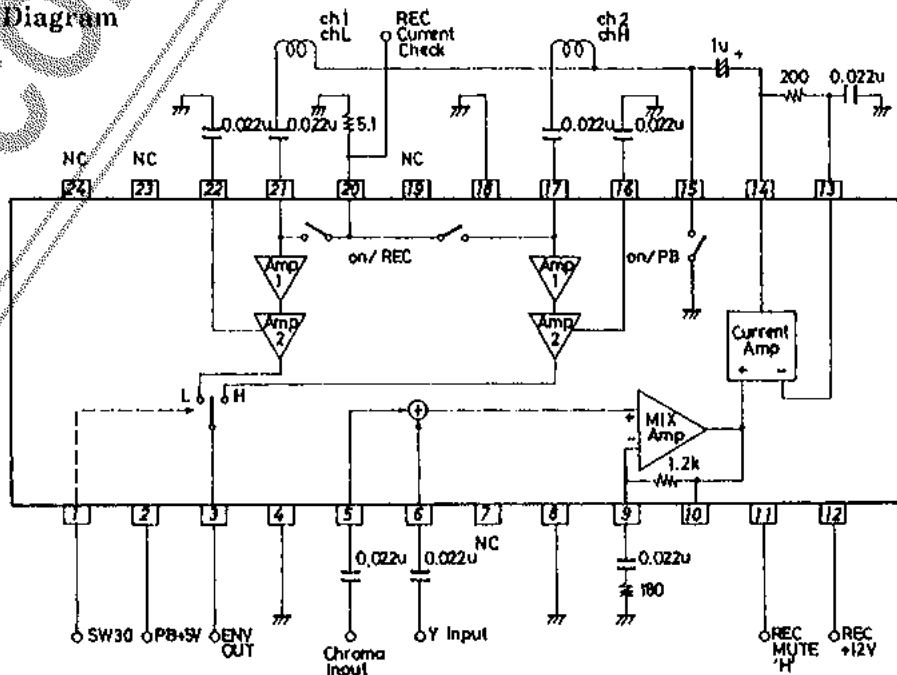 Diagram
ch1
chL
REC
Current
Check
ch2
chH
1u
+
200
0.022u
0.022u
0.022u
5.1
0.022u
0.022u
NC
NC
NC
24
23
22
21
20
19
18
17
16
15
14
13
on/REC
on/PB
Amp
1
Amp
1
Amp
2
Amp
2
Current
Amp
+ -
L
H
+
+
-
MIX
Amp
1.2k
1
2
3
4
5
6
7
8
9
10
11
12
NC
0.022u
0.022u
0.022u
180
SW30
PB+5V
ENV
OUT
Chroma
Input
Y Input
REC
MUTE
'H'
REC
+12V